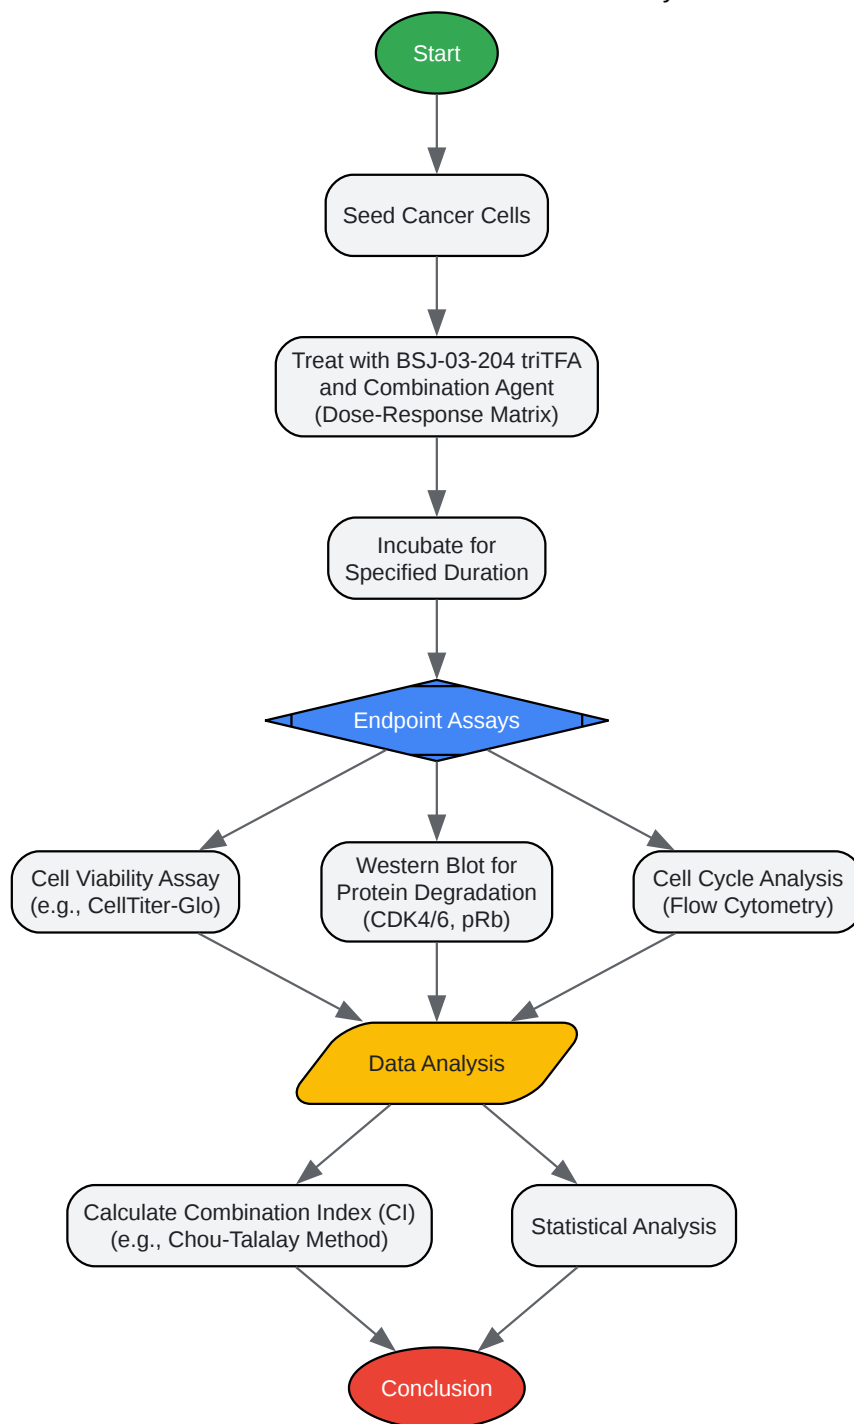 Start
Seed Cancer Cells
Treat with BSJ-03-204 triTFA
and Combination Agent
(Dose-Response Matrix)
Incubate for
Specified Duration
Endpoint Assays
Cell Viability Assay
(e.g., CellTiter-Glo)
Western Blot for
Protein Degradation
(CDK4/6, pRb)
Cell Cycle Analysis
(Flow Cytometry)
Data Analysis
Calculate Combination Index (CI)
(e.g., Chou-Talalay Method)
Statistical Analysis
Conclusion